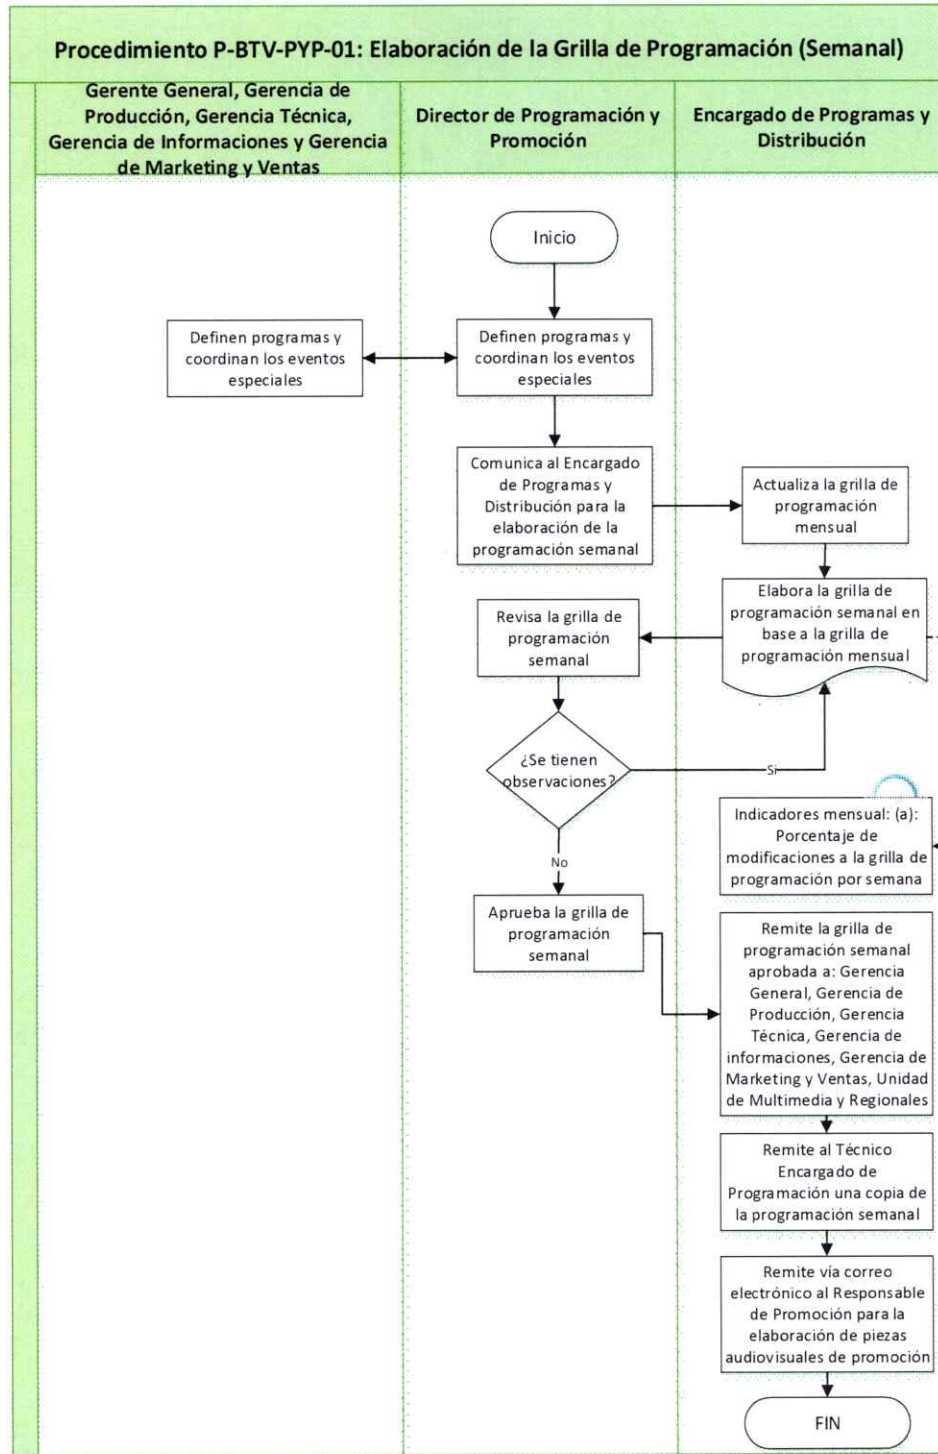 Procedimiento P-BTV-PYP-01: Elaboración de la Grilla de Programación (Semanal)
Gerente General, Gerencia de
Producción, Gerencia Técnica,
Gerencia de Informaciones y Gerencia
de Marketing y Ventas
Director de Programación y
Promoción
Encargado de Programas y
Distribución
Inicio
Definen programas y
coordinan los eventos
especiales
Definen programas y
coordinan los eventos
especiales
Comunica al Encargado
de Programas y
Distribución para la
elaboración de la
programación semanal
Actualiza la grilla de
programación
mensual
Elabora la grilla de
programación semanal en
base a la grilla de
programación mensual
Revisa la grilla de
programación
semanal
¿Se tienen
observaciones?
Si
No
Indicadores mensual: (a):
Porcentaje de
modificaciones a la grilla de
programación por semana
Aprueba la grilla de
programación
semanal
Remite la grilla de
programación semanal
aprobada a: Gerencia
General, Gerencia de
Producción, Gerencia
Técnica, Gerencia de
informaciones, Gerencia de
Marketing y Ventas, Unidad
de Multimedia y Regionales
Remite al Técnico
Encargado de
Programación una copia de
la programación semanal
Remite vía correo
electrónico al Responsable
de Promoción para la
elaboración de piezas
audiovisuales de promoción
FIN